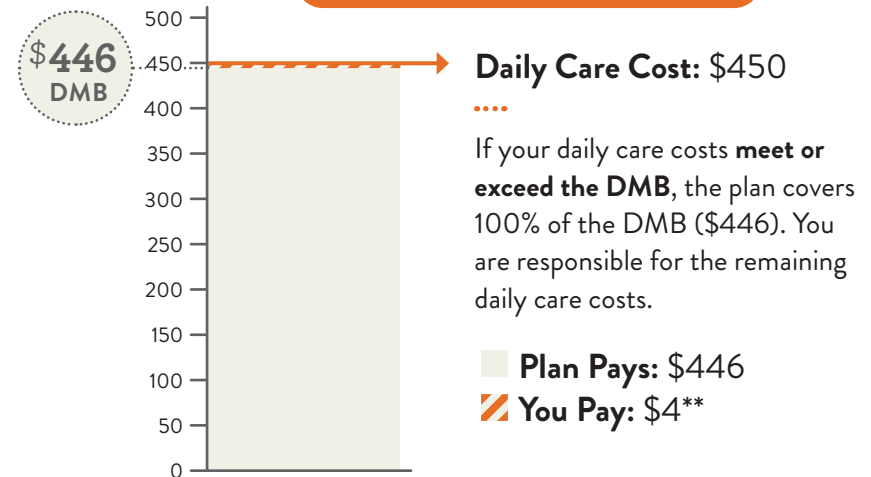 $446
DMB
500
450
400
350
300
250
200
150
100
50
0
Daily Care Cost: $450
If your daily care costs meet or
exceed the DMB, the plan covers
100% of the DMB ($446). You
are responsible for the remaining
daily care costs.
Plan Pays: $446
You Pay: $4**